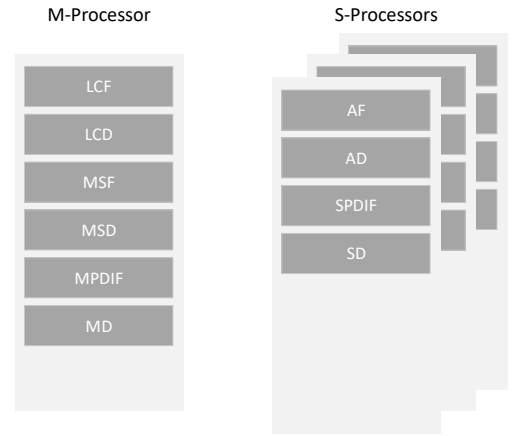 M-Processor
LCF
LCD
MSF
MSD
MPDIF
MD
S-Processors
AF
AD
SPDIF
SD